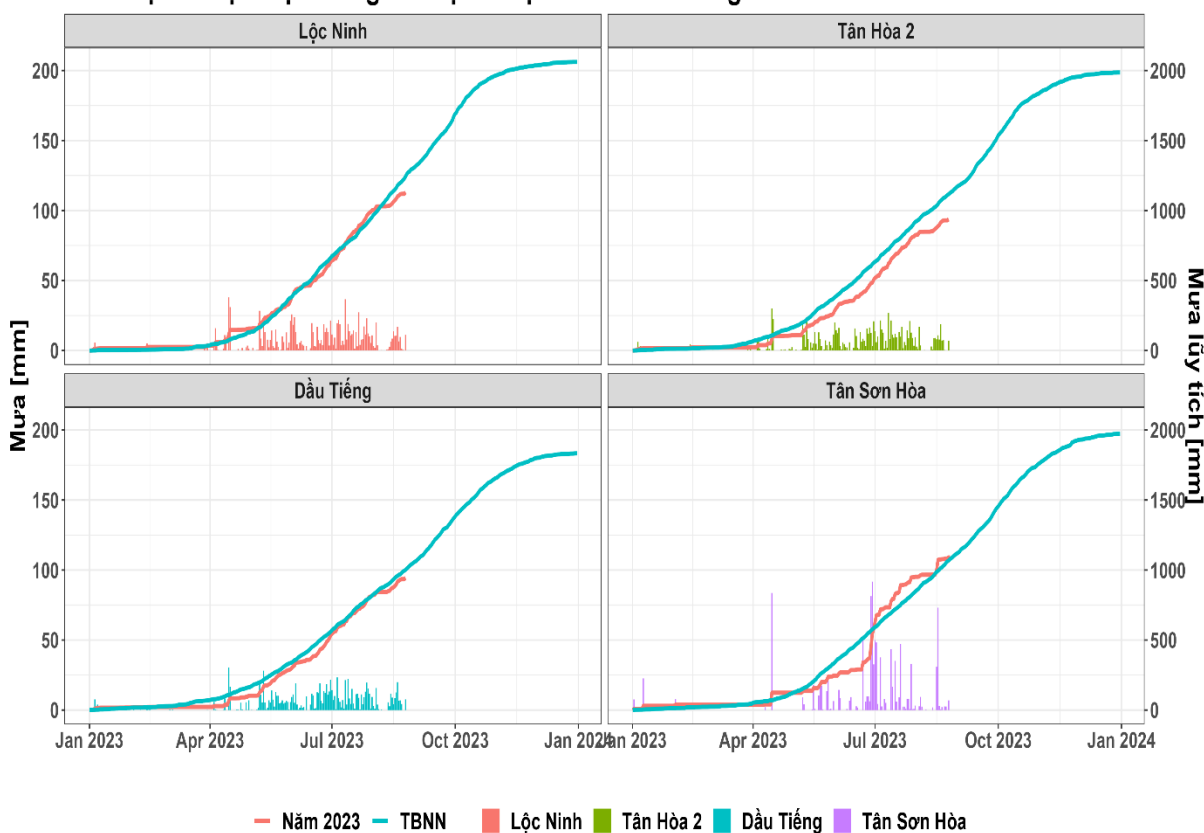 Lộc Ninh
Tân Hòa 2
200
150
100
50
0
2000
1500
1000
500
0
Dầu Tiếng
Tân Sơn Hòa
200
150
100
50
0
2000
1500
1000
500
0
Mưa [mm]
Mưa lũy tích [mm]
Jan 2023 Apr 2023 Jul 2023 Oct 2023 Jan 2024
Jan 2023 Apr 2023 Jul 2023 Oct 2023 Jan 2024
Năm 2023 TBNN Lộc Ninh Tân Hòa 2 Dầu Tiếng Tân Sơn Hòa